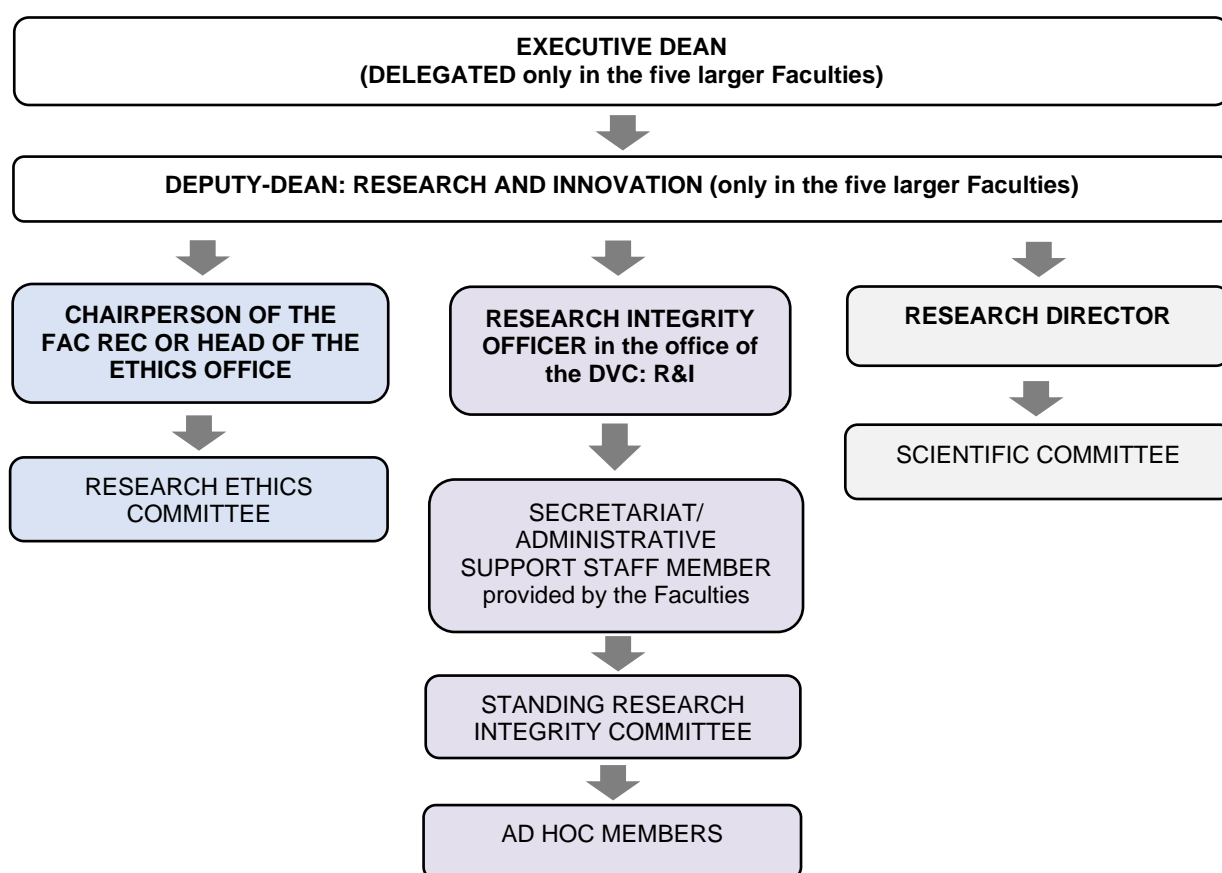 EXECUTIVE DEAN
(DELEGATED only in the five larger Faculties)
DEPUTY-DEAN: RESEARCH AND INNOVATION (only in the five larger Faculties)
CHAIRPERSON OF THE
FAC REC OR HEAD OF THE
ETHICS OFFICE
RESEARCH INTEGRITY
OFFICER in the office of
the DVC: R&I
RESEARCH DIRECTOR
RESEARCH ETHICS
COMMITTEE
SECRETARIAT/
ADMINISTRATIVE
SUPPORT STAFF MEMBER
provided by the Faculties
SCIENTIFIC COMMITTEE
STANDING RESEARCH
INTEGRITY COMMITTEE
AD HOC MEMBERS